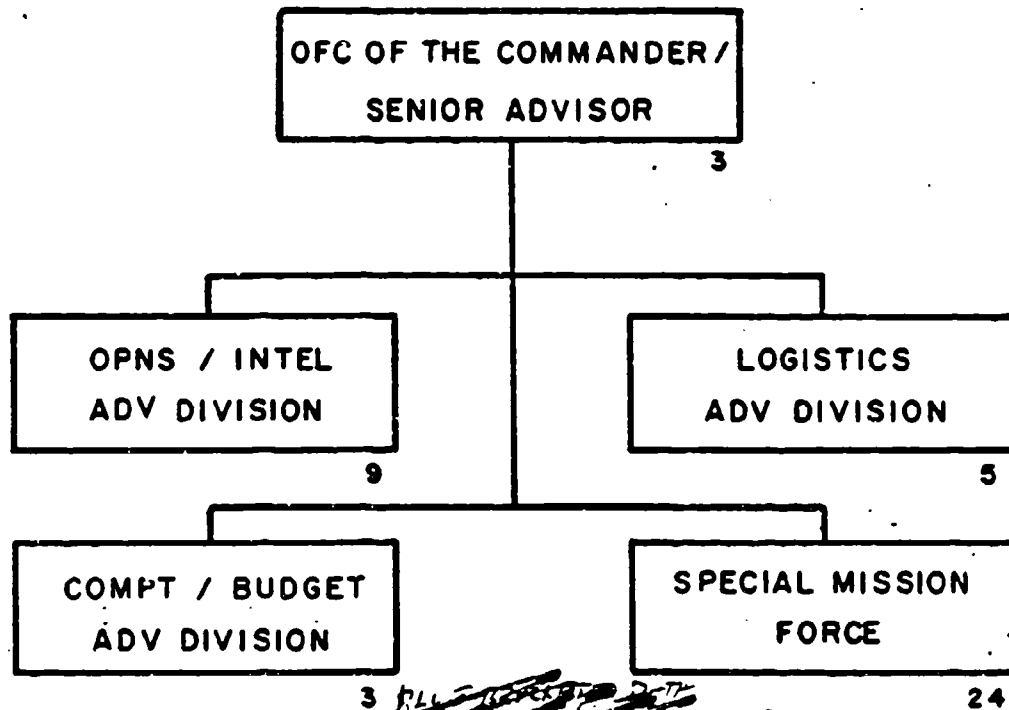 OFC OF THE COMMANDER/
SENIOR ADVISOR
3
OPNS / INTEL
ADV DIVISION
9
LOGISTICS
ADV DIVISION
5
COMPT / BUDGET
ADV DIVISION
3
SPECIAL MISSION
FORCE
24